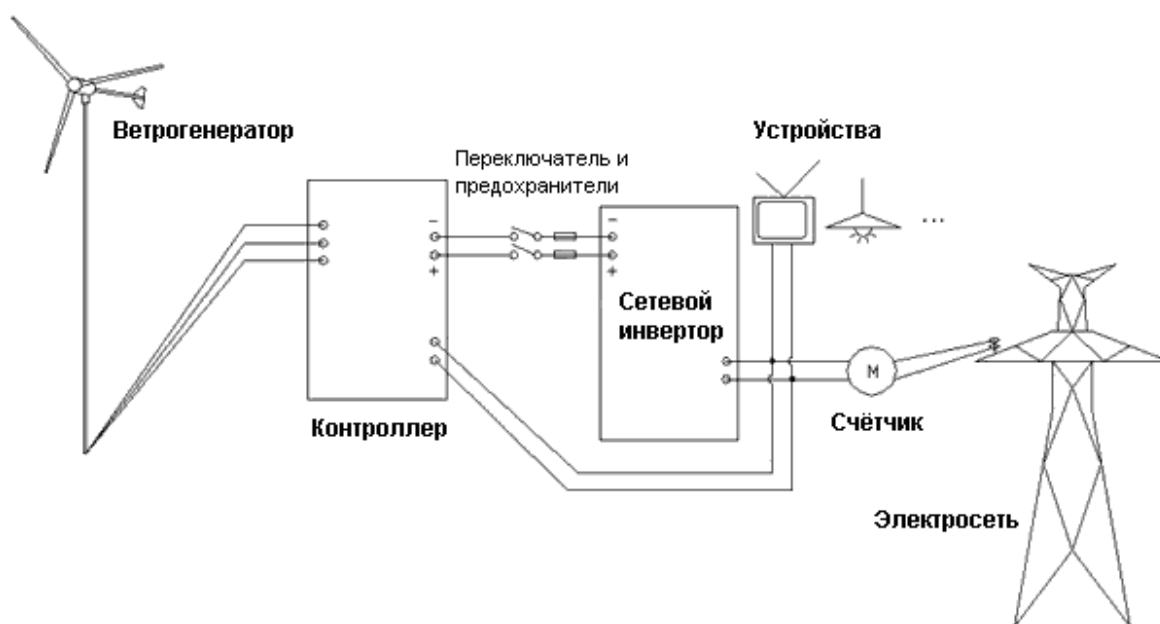 Ветрогенератор
Устройства
Переключатель и
предохранители
-
-
...
+
+
Сетевой
инвертор
M
Контроллер
Счётчик
Электросеть